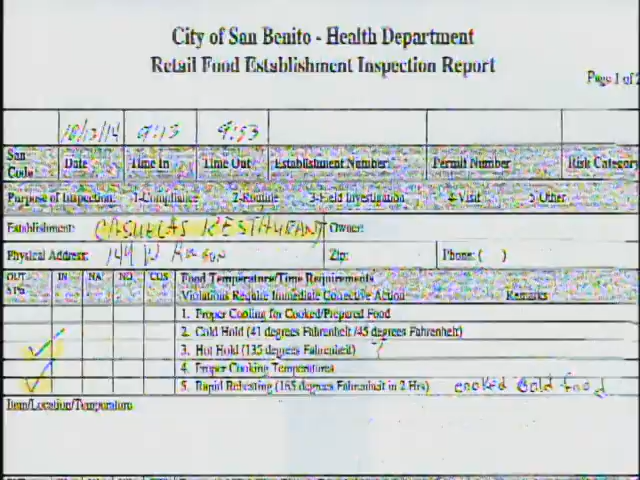 City of San Benito - Health Department
Retail Food Establishment Inspection Report
Page 1 of 2
10/13/14 9:15 9:53
San Code Date Time In Time Out Establishment Number Permit Number Risk Category
Purpose of Inspection: 1-Compliance 2-Routine 3-Field Investigation 4-Visit 5-Other
Establishment: CASUELAS RESTAURANT Owner:
Physical Address: 144 W Zip: Phone: ( )
OUT IN NA NO COS Food Temperature/Time Requirements
5 Pts Violations Require Immediate Corrective Action Remarks
1. Proper Cooling for Cooked/Prepared Food
2. Cold Hold (41 degrees Fahrenheit /45 degrees Fahrenheit)
3. Hot Hold (135 degrees Fahrenheit)
4. Proper Cooking Temperatures
5. Rapid Reheating (165 degrees Fahrenheit in 2 Hrs) cooked cold food
Item/Location/Temperature